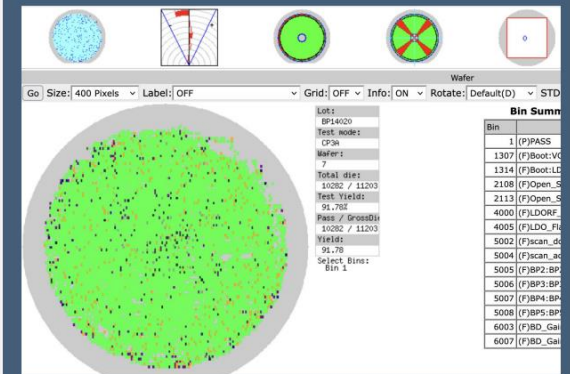 Wafer
Go Size: 400 Pixels Label: OFF Grid: OFF Info: ON Rotate: Default(D) STD
Lot:
BP14020
Test mode:
CP3A
Wafer:
7
Total die:
10282 / 11203
Test Yield:
91.78%
Pass / GrossDi
10282 / 11203
Yield:
91.78
Select Bins:
Bin 1
Bin Summ
Bin
1 (P)PASS
1307 (F)Boot:VC
1314 (F)Boot:LD
2108 (F)Open_S
2113 (F)Open_S
4000 (F)LDORF_
4005 (F)LDO_Fla
5002 (F)scan_dc
5004 (F)scan_ac
5005 (F)BP2:BP
5006 (F)BP3:BP
5007 (F)BP4:BP4
5008 (F)BP5:BP5
6003 (F)BD_Gai
6007 (F)BD_Gai